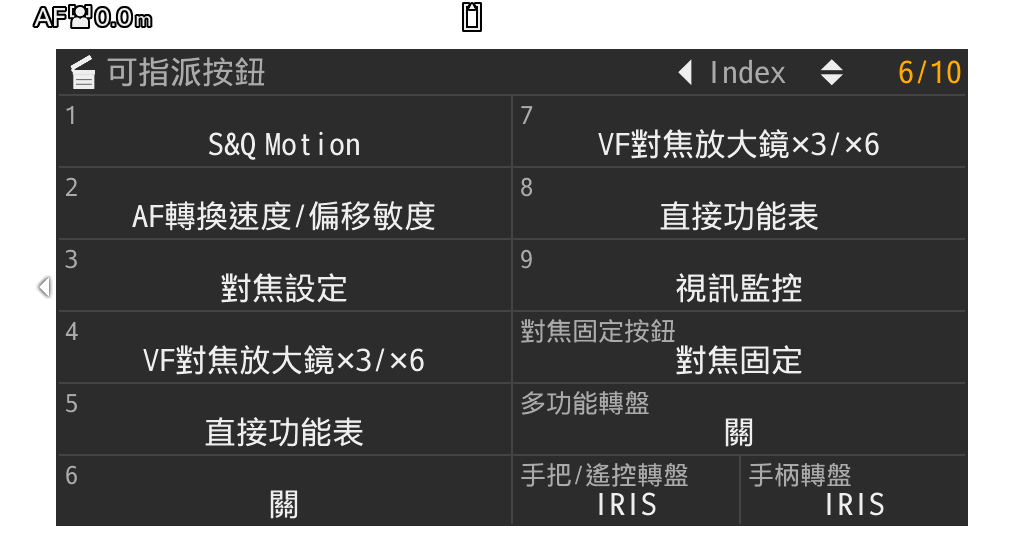 AF 0.0m
可指派按鈕 Index 6/10
1
S&Q Motion
2
AF轉換速度/偏移敏度
3
對焦設定
4
VF對焦放大鏡×3/×6
5
直接功能表
6
關
7
VF對焦放大鏡×3/×6
8
直接功能表
9
視訊監控
對焦固定按鈕
對焦固定
多功能轉盤
關
手把/遙控轉盤
IRIS
手柄轉盤
IRIS